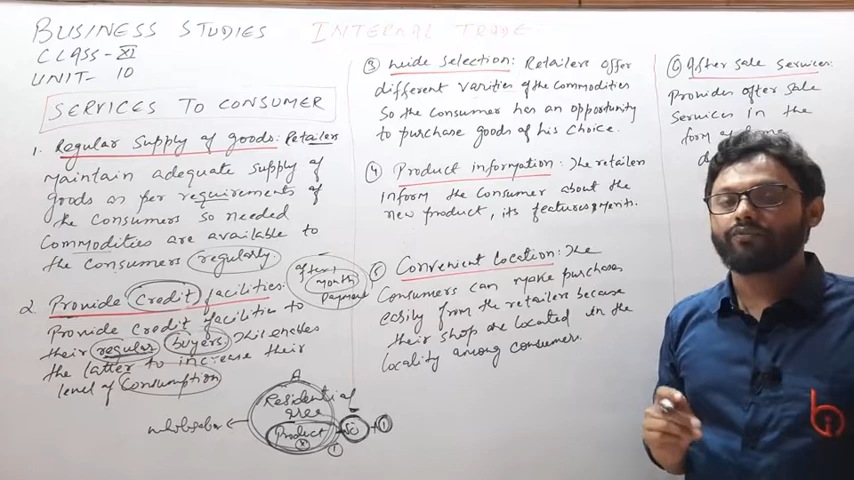 BUSINESS STUDIES
INTERNAL TRADE
CLASS-XI
UNIT- 10
SERVICES TO CONSUMER
1. Regular Supply of goods: Retailers
Maintain adequate supply of
goods as per requirements of
the consumers so needed
Commodities are available to
the consumers regularly.
2. Provide Credit facilities:
Provide Credit facilities to
their regular buyers. This enables
the latter to increase their
level of Consumption
after 1
month
payment
A
Residential
area
Product
wholesaler
③ Wide Selection: Retailers offer
different varities of the commodities
So the consumer has an opportunity
to purchase goods of his choice.
④ Product information: The retailers
inform the consumer about the
new product, its features, merits.
⑤ Convenient Location: The
Consumers can make purchases
easily from the retailers because
their shop are located in the
locality among consumers.
⑥ After Sale Services:
Provides after sale
services in the
form of home